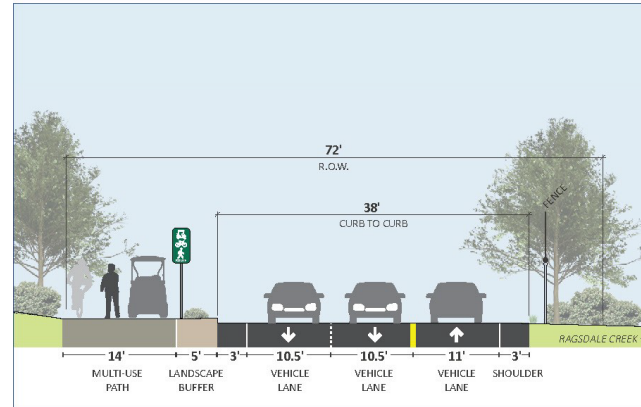 72'
R.O.W.
38'
CURB TO CURB
FENCE
RAGSDALE CREEK
14'
5'
3'
10.5'
10.5'
11'
3'
MULTI-USE
PATH
LANDSCAPE
BUFFER
VEHICLE
LANE
VEHICLE
LANE
VEHICLE
LANE
SHOULDER